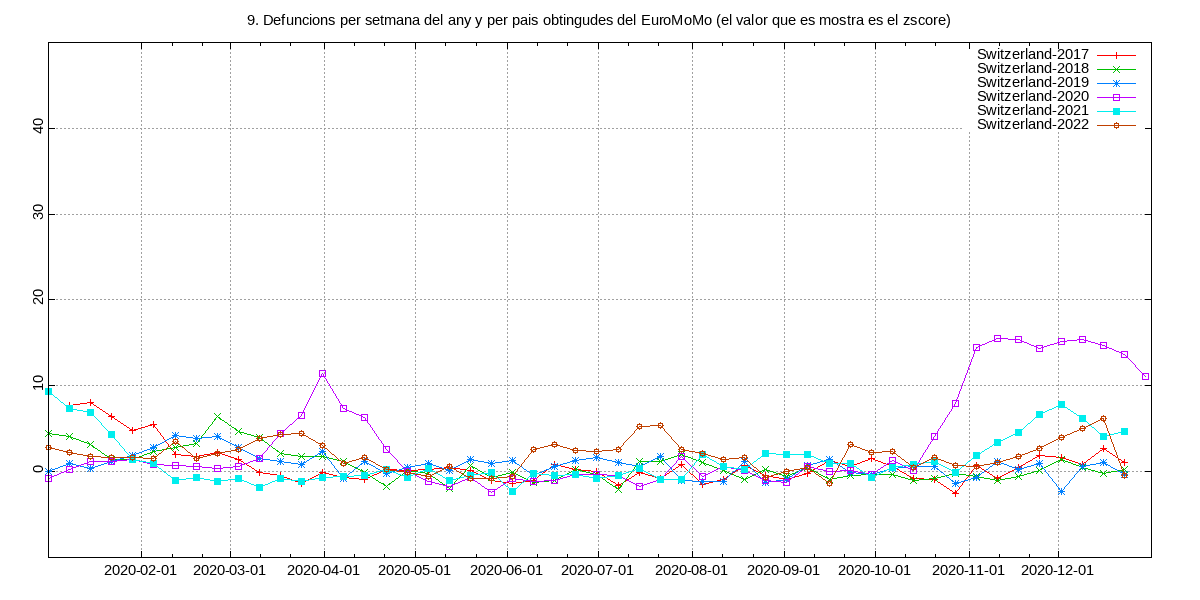 9. Defuncions per setmana del any y per pais obtingudes del EuroMoMo (el valor que es mostra es el zscore)
Switzerland-2017
Switzerland-2018
Switzerland-2019
Switzerland-2020
Switzerland-2021
Switzerland-2022
40
30
20
10
0
2020-02-01 2020-03-01 2020-04-01 2020-05-01 2020-06-01 2020-07-01 2020-08-01 2020-09-01 2020-10-01 2020-11-01 2020-12-01